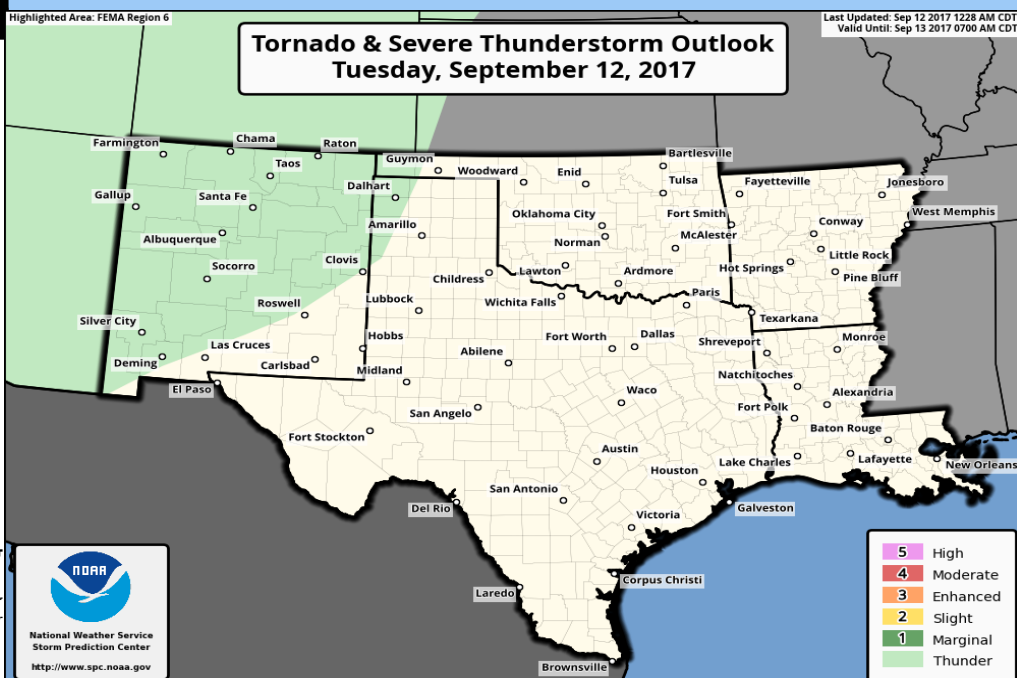 Highlighted Area: FEMA Region 6
Last Updated: Sep 12 2017 1228 AM CDT
Valid Until: Sep 13 2017 0700 AM CDT
Tornado & Severe Thunderstorm Outlook
Tuesday, September 12, 2017
Farmington
Chama
Raton
Taos
Guymon
Woodward
Enid
Bartlesville
Tulsa
Fayetteville
Jonesboro
Gallup
Santa Fe
Dalhart
Oklahoma City
Fort Smith
Conway
West Memphis
Albuquerque
Amarillo
Norman
McAlester
Little Rock
Socorro
Clovis
Childress
Lawton
Ardmore
Hot Springs
Pine Bluff
Roswell
Lubbock
Wichita Falls
Paris
Texarkana
Silver City
Las Cruces
Hobbs
Fort Worth
Dallas
Shreveport
Monroe
Deming
Carlsbad
Midland
Abilene
Natchitoches
El Paso
San Angelo
Waco
Fort Polk
Alexandria
Fort Stockton
Austin
Baton Rouge
Houston
Lake Charles
Lafayette
New Orleans
Del Rio
San Antonio
Galveston
Victoria
Laredo
Corpus Christi
Brownsville
NOAA
National Weather Service
Storm Prediction Center
http://www.spc.noaa.gov
5 High
4 Moderate
3 Enhanced
2 Slight
1 Marginal
Thunder